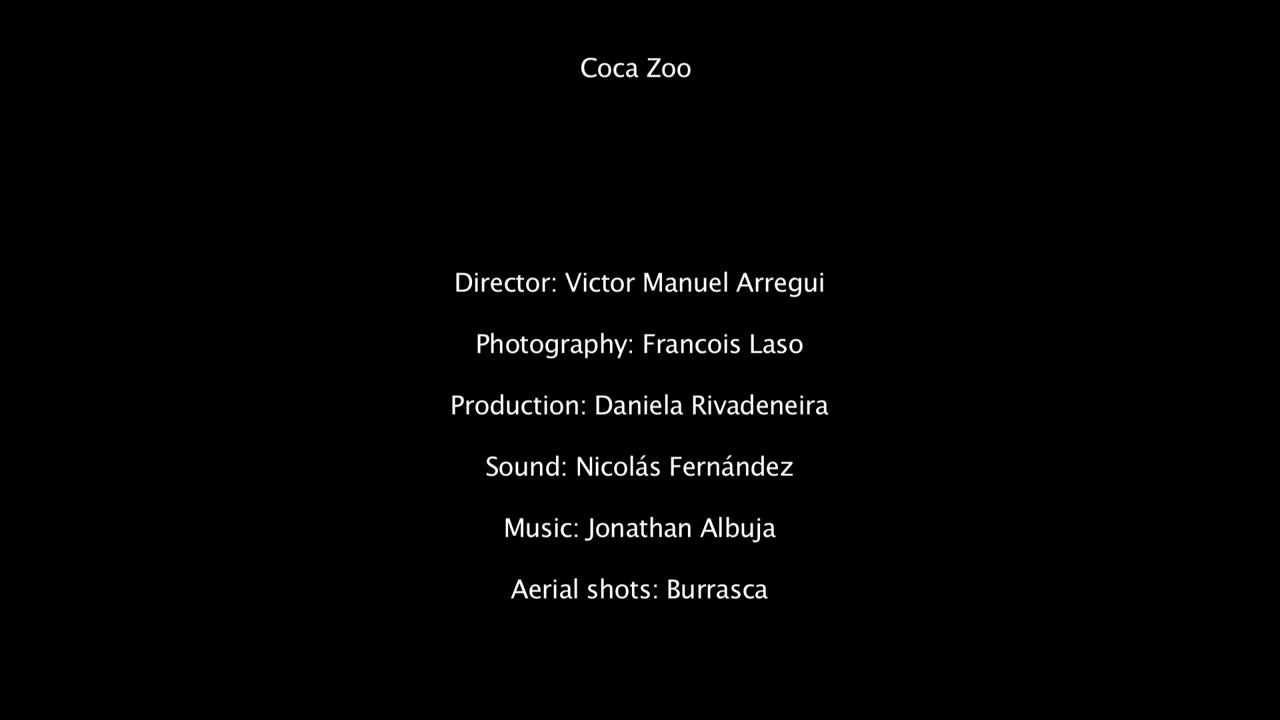 Coca Zoo
Director: Victor Manuel Arregui
Photography: Francois Laso
Production: Daniela Rivadeneira
Sound: Nicolás Fernández
Music: Jonathan Albuja
Aerial shots: Burrasca